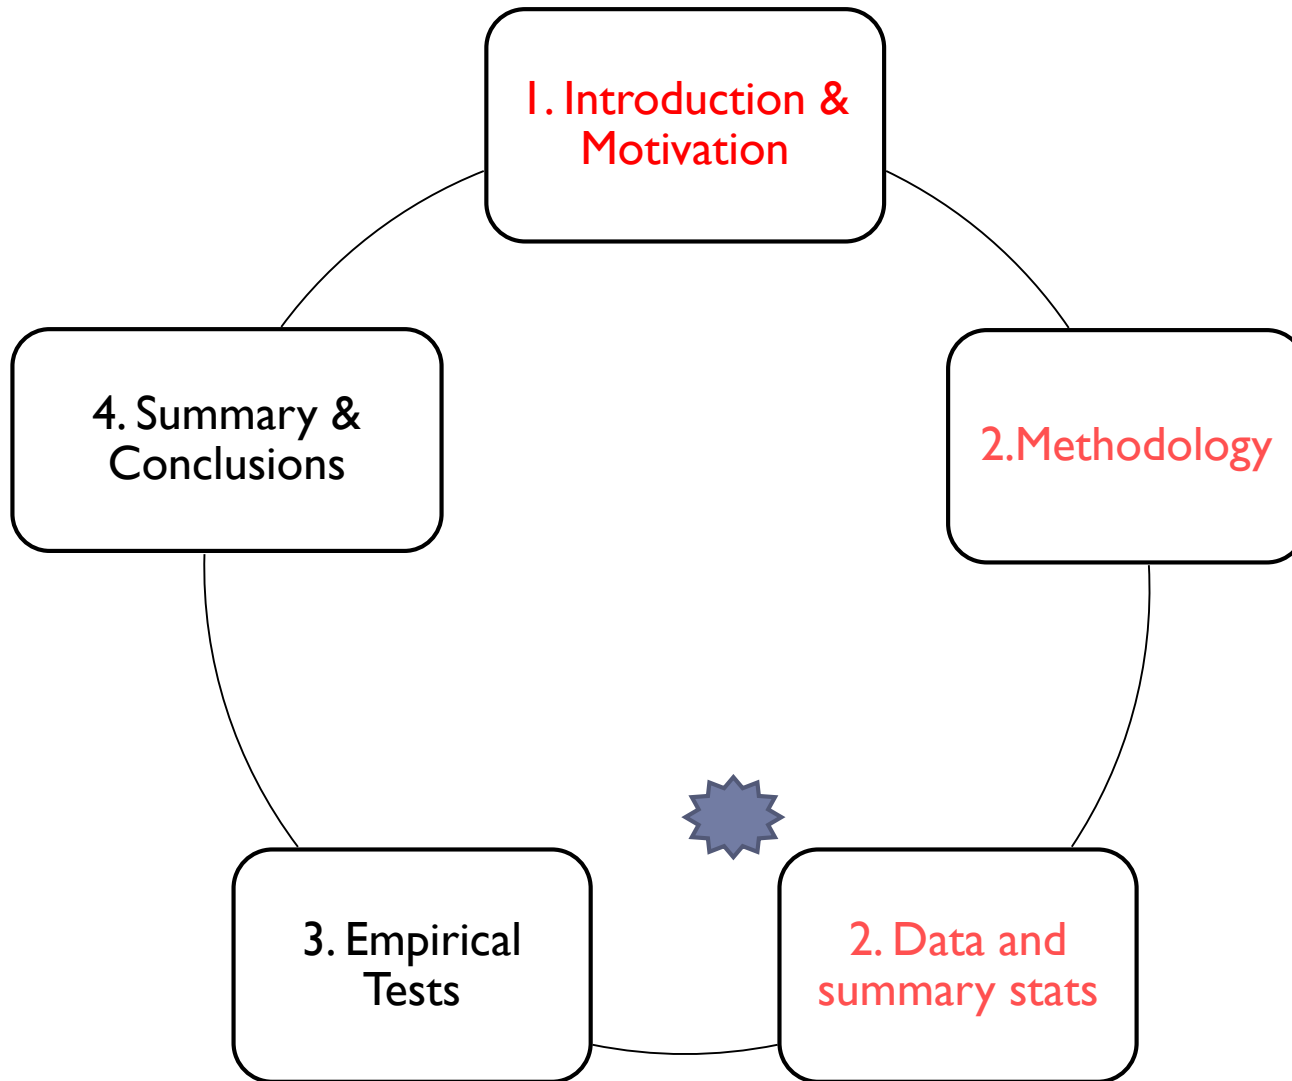 1. Introduction &
Motivation
2.Methodology
2. Data and
summary stats
3. Empirical
Tests
4. Summary &
Conclusions